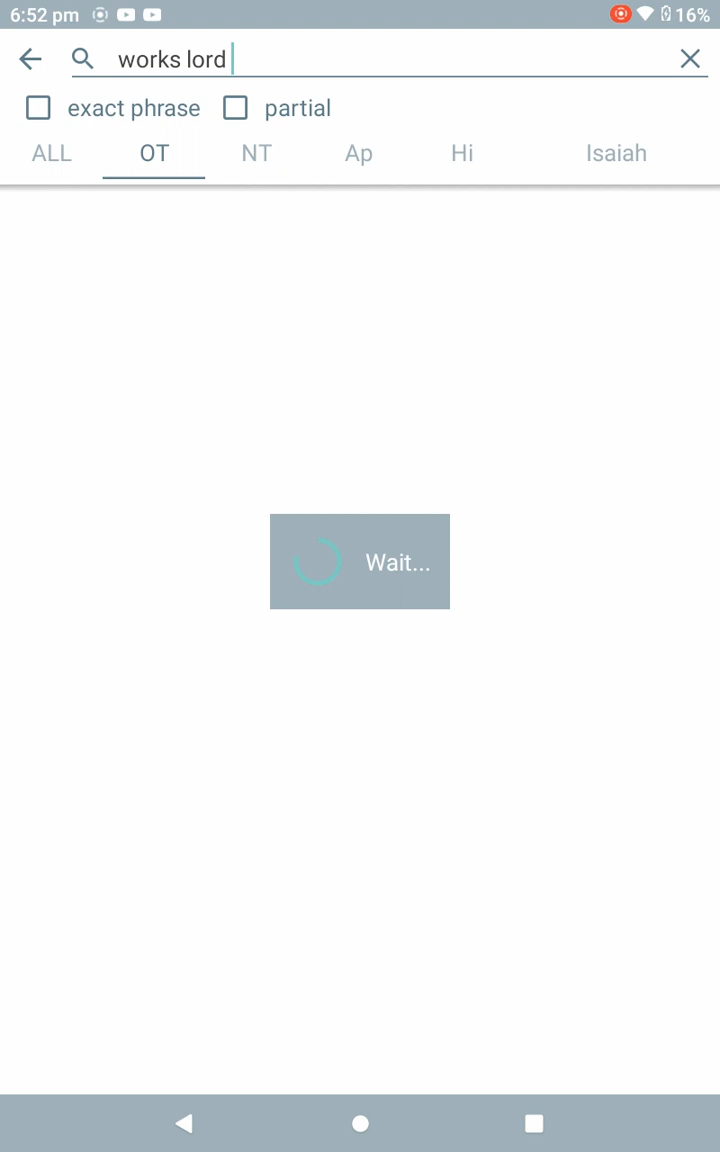 6:52 pm 16%
works lord
exact phrase partial
ALL OT NT Ap Hi Isaiah
Wait...